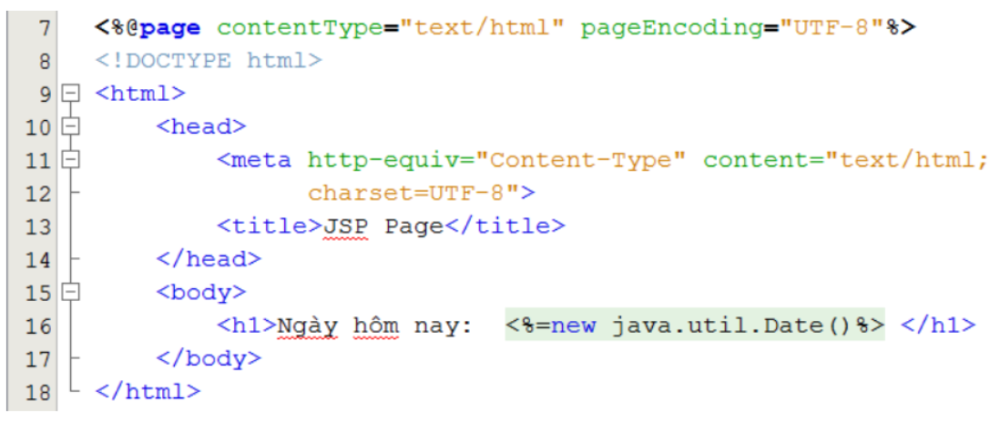 7 <%@page contentType="text/html" pageEncoding="UTF-8"%>
8 <!DOCTYPE html>
9 <html>
10 <head>
11 <meta http-equiv="Content-Type" content="text/html;
12 charset=UTF-8">
13 <title>JSP Page</title>
14 </head>
15 <body>
16 <h1>Ngày hôm nay: <%=new java.util.Date()%> </h1>
17 </body>
18 </html>